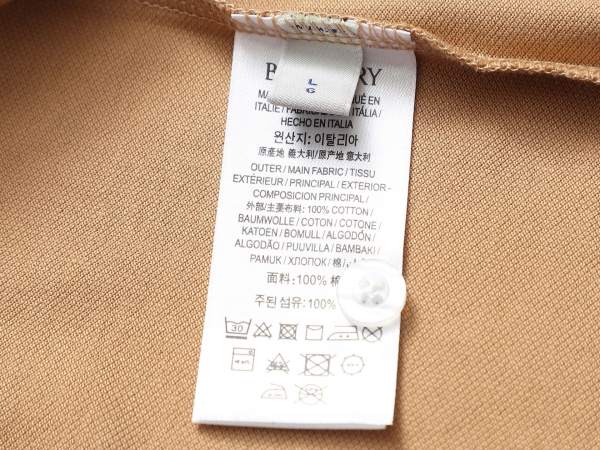 L
G
HECHO EN ITALIA
원산지: 이탈리아
原產地 義大利/原产地 意大利
OUTER / MAIN FABRIC / TISSU
EXTÉRIEUR / PRINCIPAL / EXTERIOR -
COMPOSICION PRINCIPAL /
外部/主要布料: 100% COTTON /
BAUMWOLLE / COTON / COTONE /
KATOEN / BOMULL / ALGODÓN /
ALGODÃO / PUUVILLA / BAMBAKI /
PAMUK / ХЛОПОК / 棉 /
面料: 100% 棉
주된 섬유: 100%
30